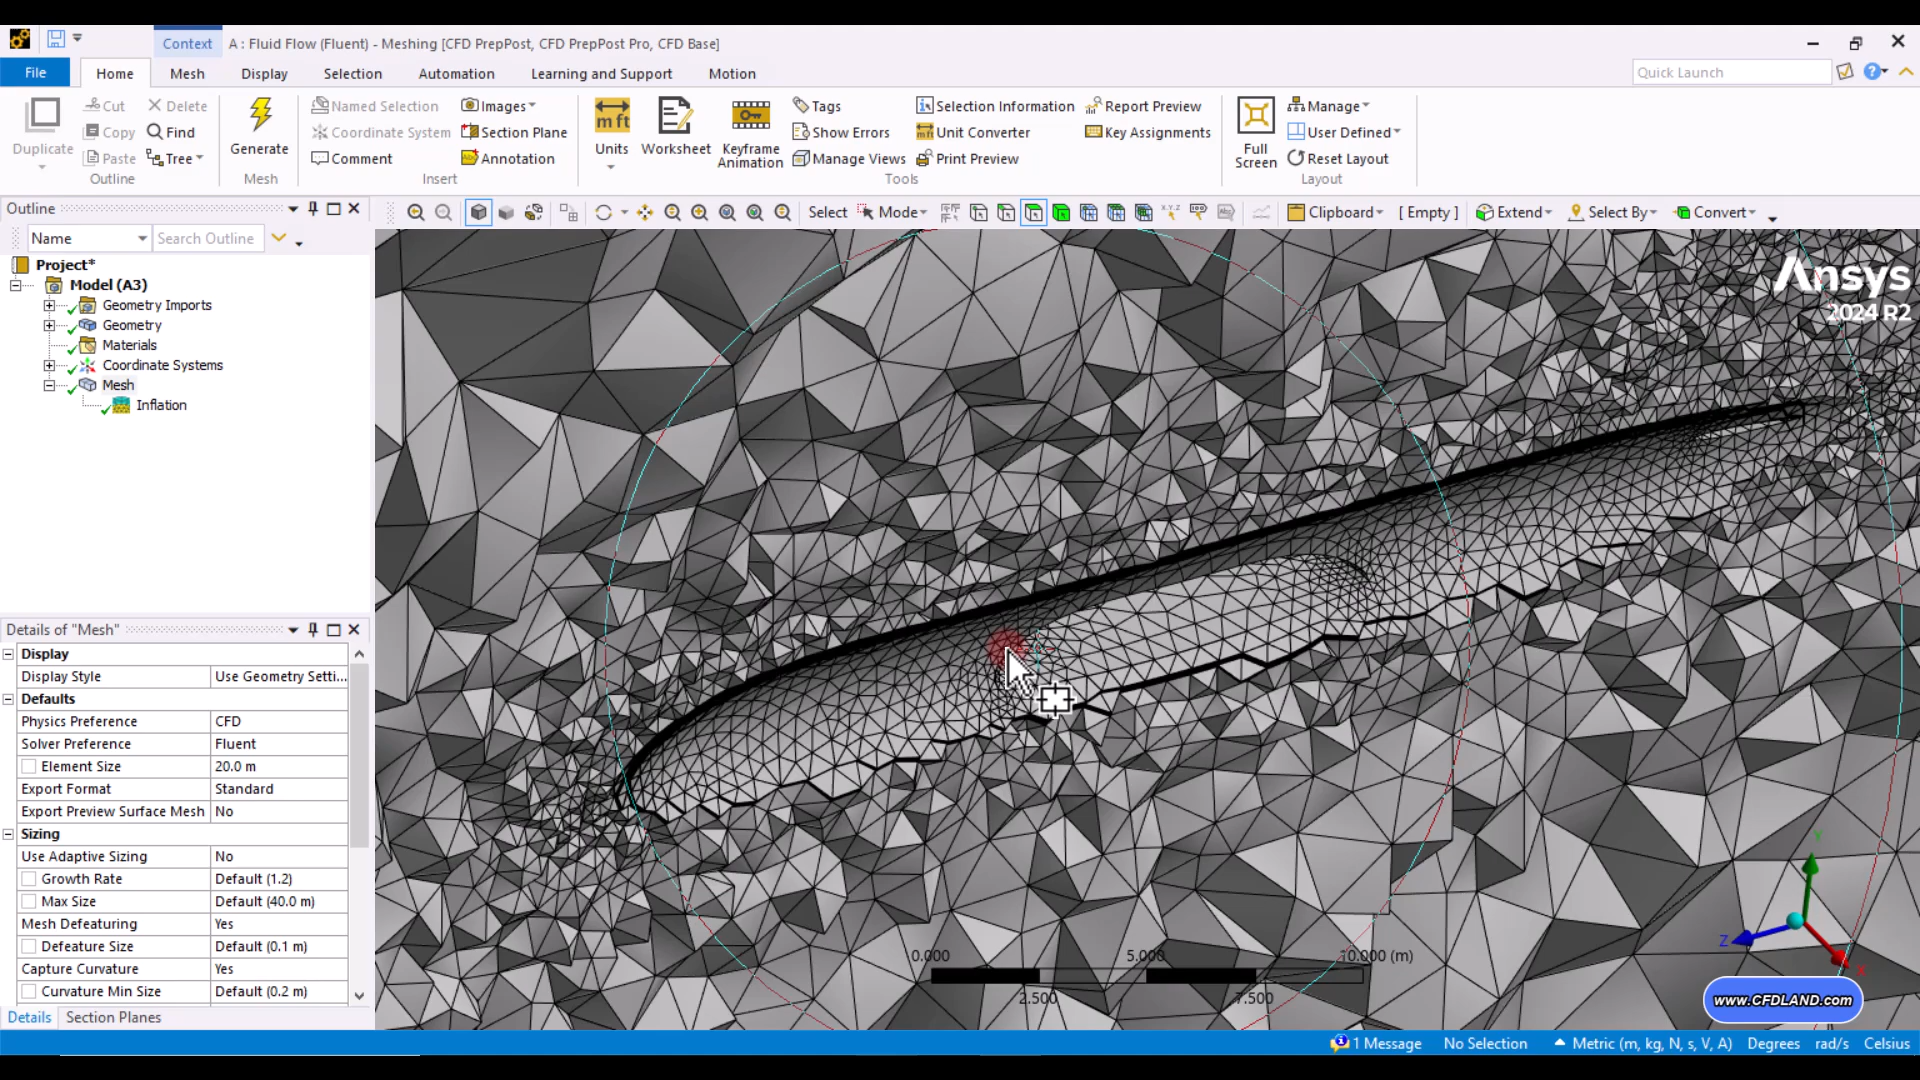 Context
A : Fluid Flow (Fluent) - Meshing [CFD PrepPost, CFD PrepPost Pro, CFD Base]
File
Home
Mesh
Display
Selection
Automation
Learning and Support
Motion
Quick Launch
Duplicate
Cut
Copy
Paste
Delete
Find
Tree
Outline
Generate
Mesh
Named Selection
Coordinate System
Comment
Images
Section Plane
Annotation
Insert
Units
Worksheet
Keyframe
Animation
Tags
Show Errors
Manage Views
Selection Information
Unit Converter
Print Preview
Report Preview
Key Assignments
Tools
Full
Screen
Manage
User Defined
Reset Layout
Layout
Outline
Select
Mode
Clipboard
[ Empty ]
Extend
Select By
Convert
Name
Search Outline
Project*
Model (A3)
Geometry Imports
Geometry
Materials
Coordinate Systems
Mesh
Inflation
Details of "Mesh"
Display
Display Style Use Geometry Setti...
Defaults
Physics Preference CFD
Solver Preference Fluent
Element Size 20.0 m
Export Format Standard
Export Preview Surface Mesh No
Sizing
Use Adaptive Sizing No
Growth Rate Default (1.2)
Max Size Default (40.0 m)
Mesh Defeaturing Yes
Defeature Size Default (0.1 m)
Capture Curvature Yes
Curvature Min Size Default (0.2 m)
Details
Section Planes
Ansys
2024 R2
0.000 5.000 10.000 (m)
2.500 7.500
Y
Z
X
www.CFDLAND.com
1 Message
No Selection
Metric (m, kg, N, s, V, A)
Degrees
rad/s
Celsius